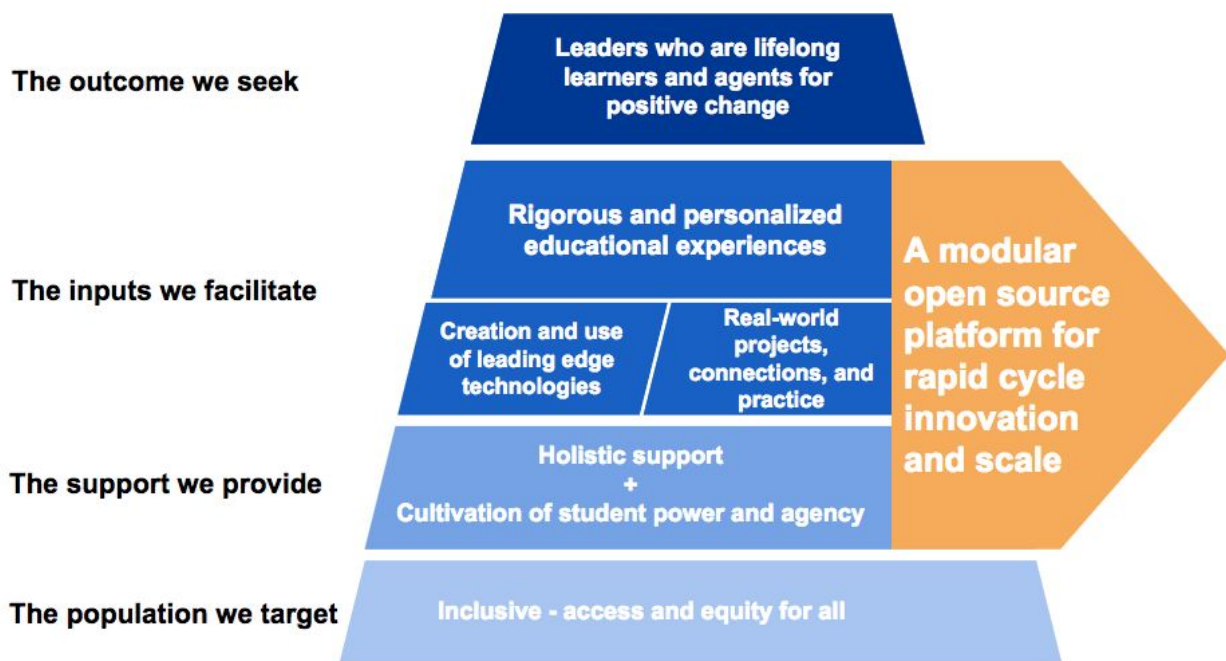 The outcome we seek
Leaders who are lifelong
learners and agents for
positive change
The inputs we facilitate
Rigorous and personalized
educational experiences
Creation and use
of leading edge
technologies
Real-world
projects,
connections, and
practice
A modular
open source
platform for
rapid cycle
innovation
and scale
The support we provide
Holistic support
+
Cultivation of student power and agency
The population we target
Inclusive - access and equity for all